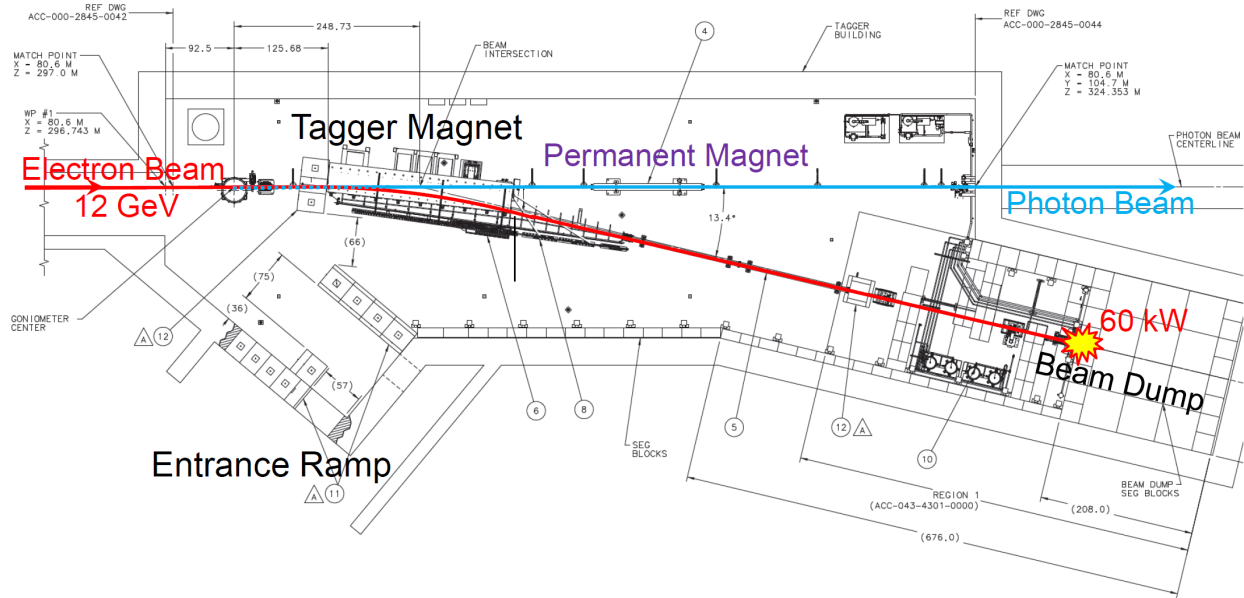 REF DWG
ACC-000-2845-0042
248.73
92.5
125.68
BEAM
INTERSECTION
4
TAGGER
BUILDING
REF DWG
ACC-000-2845-0044
MATCH POINT
X - 80.6 M
Z = 297.0 M
WP #1
X = 80.6 M
Z = 296.743 M
MATCH POINT
X - 80.6 M
Y - 104.7 M
Z = 324.353 M
Tagger Magnet
Permanent Magnet
Electron Beam
12 GeV
PHOTON BEAM
CENTERLINE
Photon Beam
13.4°
(66)
(75)
(36)
GONIOMETER
CENTER
A
12
(57)
60 kW
Beam Dump
6
8
5
12
A
10
SEG
BLOCKS
Entrance Ramp
A
11
REGION 1
(ACC-043-4301-0000)
(208.0)
BEAM DUMP
SEG BLOCKS
(676.0)